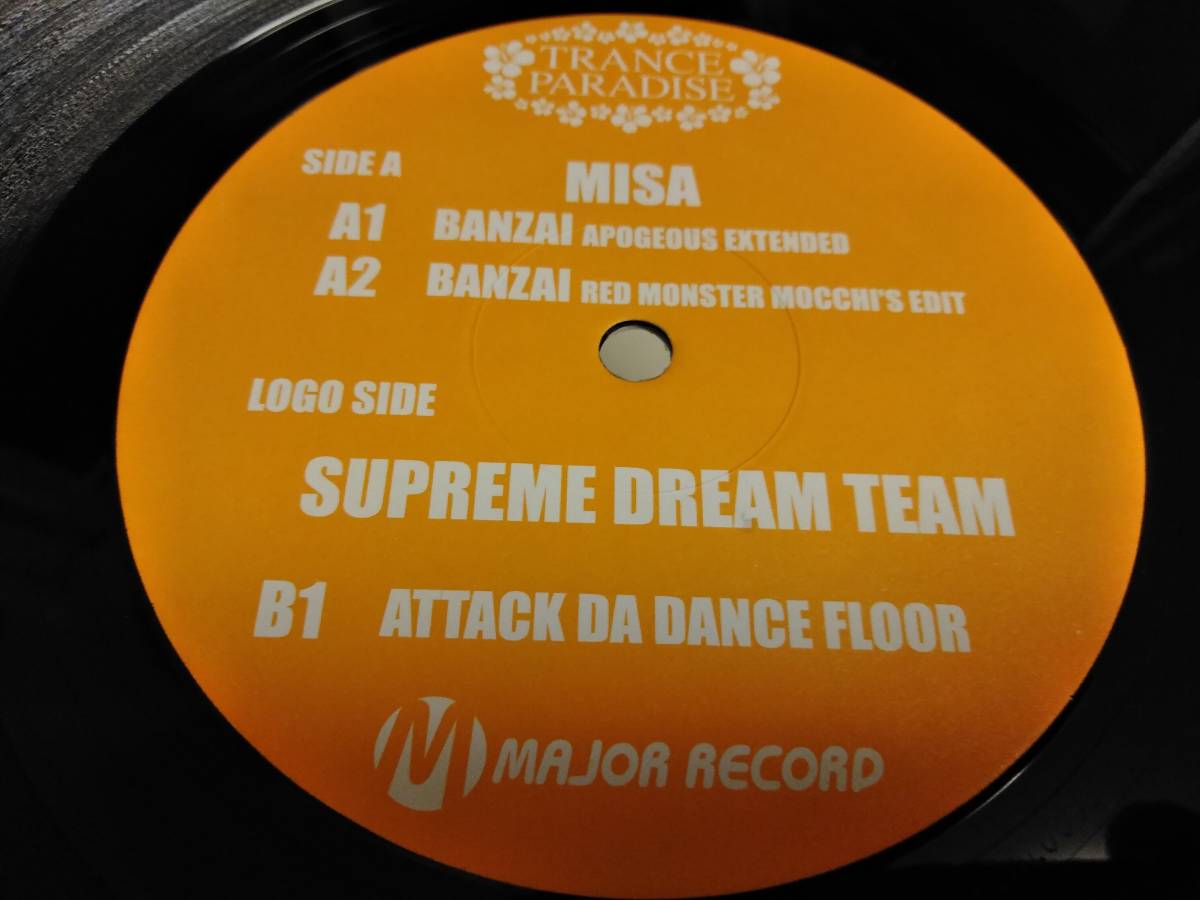 TRANCE
PARADISE
SIDE A
MISA
A1 BANZAI APOGEOUS EXTENDED
A2 BANZAI RED MONSTER MOCCHI'S EDIT
LOGO SIDE
SUPREME DREAM TEAM
B1 ATTACK DA DANCE FLOOR
M MAJOR RECORD